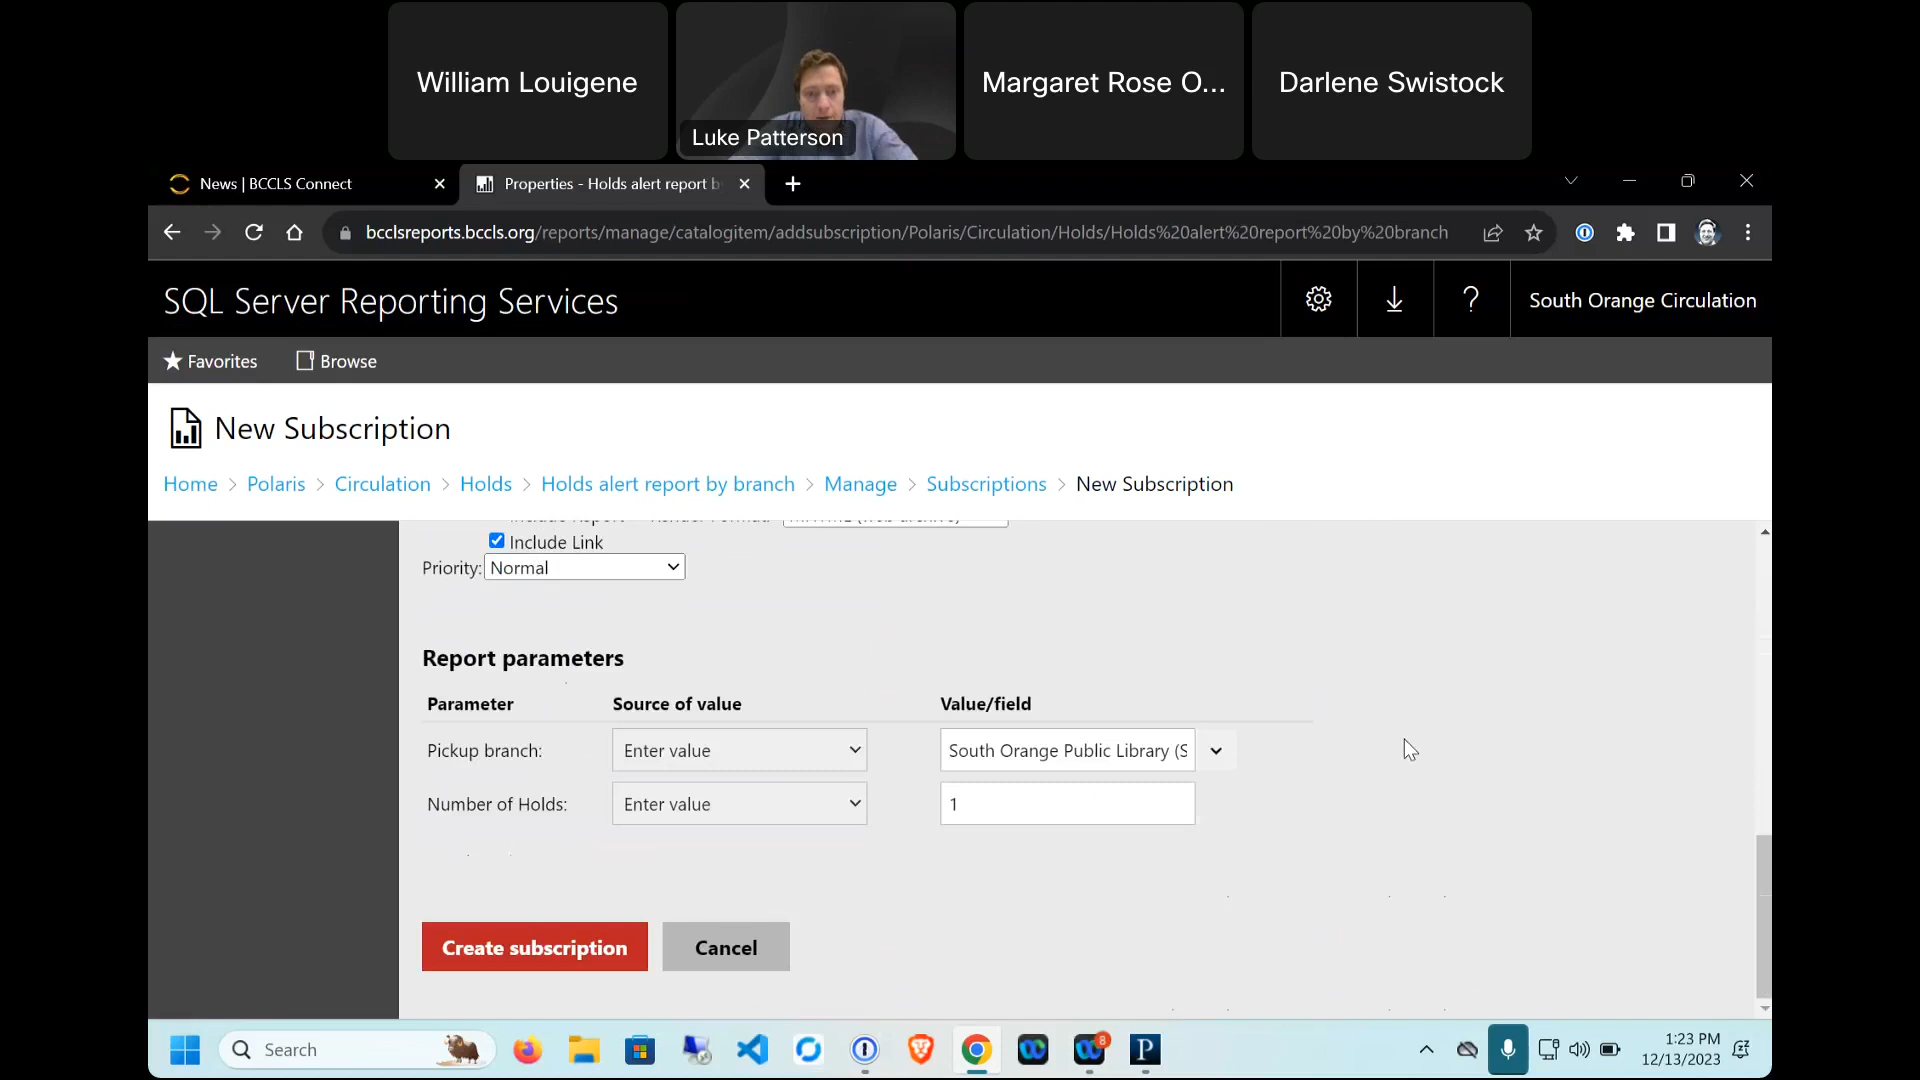 William Louigene
Luke Patterson
Margaret Rose O...
Darlene Swistock
News | BCCLS Connect
Properties - Holds alert report b
bcclsreports.bccls.org/reports/manage/catalogitem/addsubscription/Polaris/Circulation/Holds/Holds%20alert%20report%20by%20branch
SQL Server Reporting Services
South Orange Circulation
Favorites
Browse
New Subscription
Home > Polaris > Circulation > Holds > Holds alert report by branch > Manage > Subscriptions > New Subscription
Include Link
Priority: Normal
Report parameters
Parameter Source of value Value/field
Pickup branch: Enter value South Orange Public Library (S
Number of Holds: Enter value 1
Create subscription
Cancel
Search
8
P
1:23 PM
12/13/2023